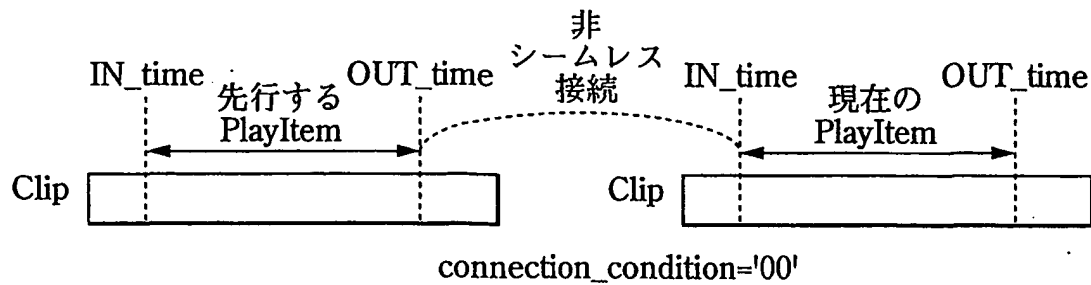 非
シームレス
接続
IN_time
OUT_time
IN_time
OUT_time
先行する
PlayItem
現在の
PlayItem
Clip
Clip
connection_condition='00'